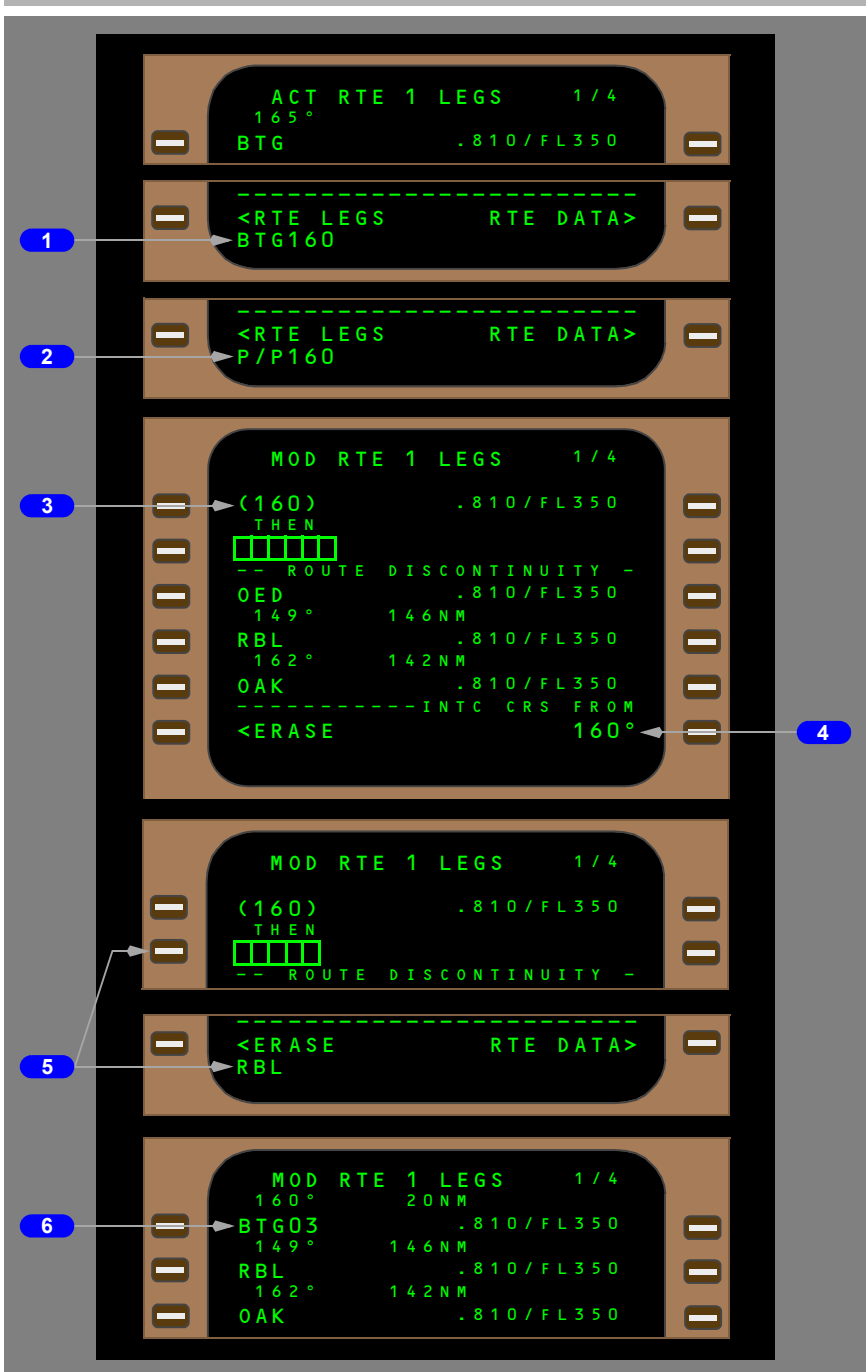 ACT RTE 1 LEGS 1/4
165°
BTG .810/FL350
------------------------
<RTE LEGS RTE DATA>
1
BTG160
------------------------
<RTE LEGS RTE DATA>
2
P/P160
MOD RTE 1 LEGS 1/4
3
(160) .810/FL350
THEN
-- ROUTE DISCONTINUITY -
OED .810/FL350
149° 146NM
RBL .810/FL350
162° 142NM
OAK .810/FL350
-----------INTC CRS FROM
<ERASE 160°
4
MOD RTE 1 LEGS 1/4
(160) .810/FL350
THEN
-- ROUTE DISCONTINUITY -
------------------------
<ERASE RTE DATA>
5
RBL
MOD RTE 1 LEGS 1/4
160° 20NM
6
BTG03 .810/FL350
149° 146NM
RBL .810/FL350
162° 142NM
OAK .810/FL350